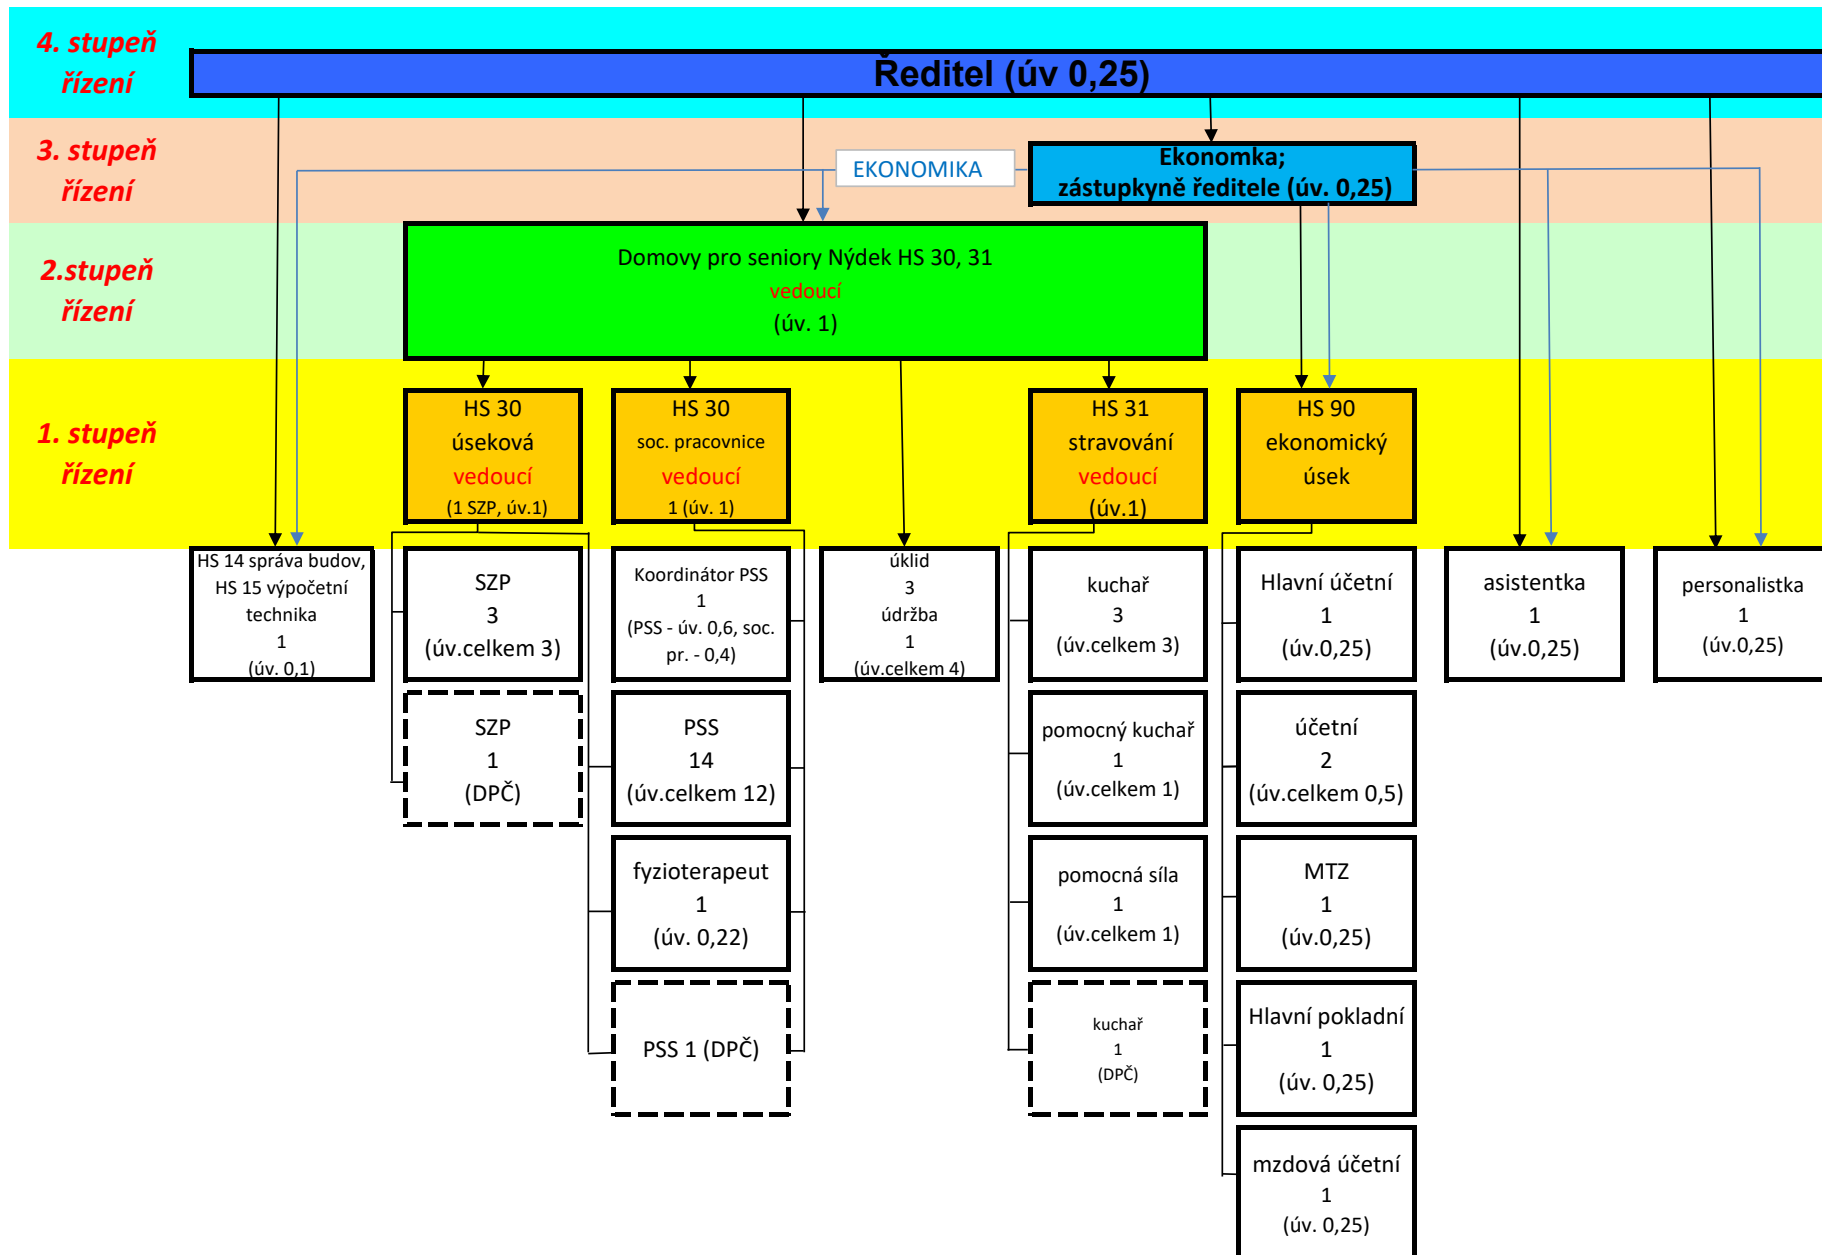 4. stupeň
řízení
Ředitel (úv 0,25)
3. stupeň
řízení
EKONOMIKA
Ekonomka;
zástupkyně ředitele (úv. 0,25)
2.stupeň
řízení
Domovy pro seniory Nýdek HS 30, 31
vedoucí
(úv. 1)
1. stupeň
řízení
HS 30
úseková
vedoucí
(1 SZP, úv.1)
HS 30
soc. pracovnice
vedoucí
1 (úv. 1)
HS 31
stravování
vedoucí
(úv.1)
HS 90
ekonomický
úsek
HS 14 správa budov,
HS 15 výpočetní
technika
1
(úv. 0,1)
SZP
3
(úv.celkem 3)
Koordinátor PSS
1
(PSS - úv. 0,6, soc.
pr. - 0,4)
úklid
3
údržba
1
(úv.celkem 4)
kuchař
3
(úv.celkem 3)
Hlavní účetní
1
(úv.0,25)
asistentka
1
(úv.0,25)
personalistka
1
(úv.0,25)
SZP
1
(DPČ)
PSS
14
(úv.celkem 12)
pomocný kuchař
1
(úv.celkem 1)
účetní
2
(úv.celkem 0,5)
fyzioterapeut
1
(úv. 0,22)
pomocná síla
1
(úv.celkem 1)
MTZ
1
(úv.0,25)
PSS 1 (DPČ)
kuchař
1
(DPČ)
Hlavní pokladní
1
(úv. 0,25)
mzdová účetní
1
(úv. 0,25)